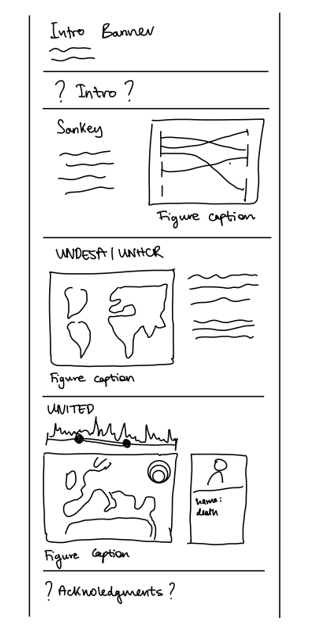 Intro Banner
? Intro ?
Sankey
Figure caption
UNDESA / UNHCR
Figure caption
UNITED
name:
death
Figure Caption
? Acknoledgments ?